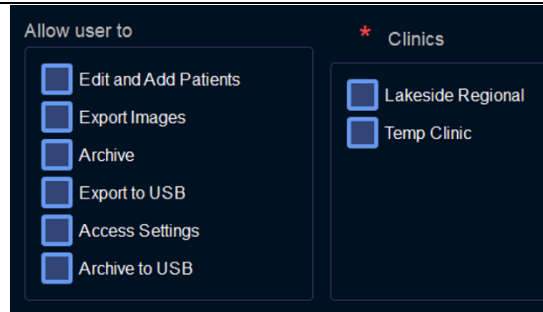 Allow user to
Edit and Add Patients
Export Images
Archive
Export to USB
Access Settings
Archive to USB
* Clinics
Lakeside Regional
Temp Clinic